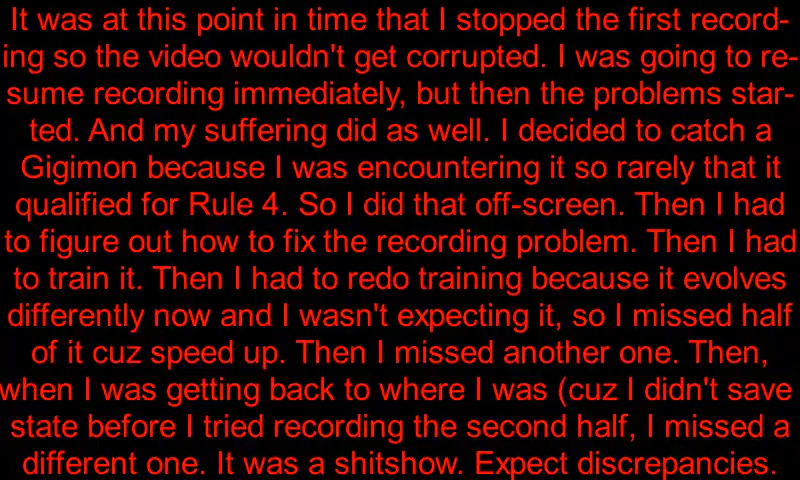 It was at this point in time that I stopped the first record-
ing so the video wouldn't get corrupted. I was going to re-
sume recording immediately, but then the problems star-
ted. And my suffering did as well. I decided to catch a
Gigimon because I was encountering it so rarely that it
qualified for Rule 4. So I did that off-screen. Then I had
to figure out how to fix the recording problem. Then I had
to train it. Then I had to redo training because it evolves
differently now and I wasn't expecting it, so I missed half
of it cuz speed up. Then I missed another one. Then,
when I was getting back to where I was (cuz I didn't save
state before I tried recording the second half, I missed a
different one. It was a shitshow. Expect discrepancies.